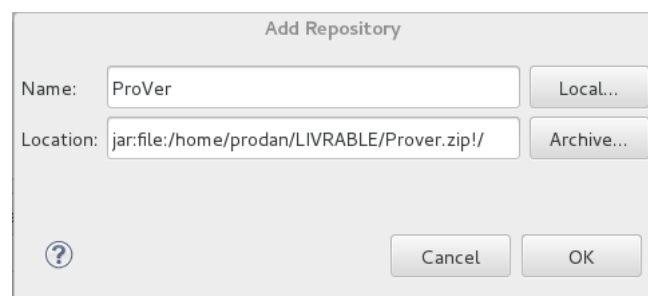 Add Repository
Name: ProVer Local...
Location: jar:file:/home/prodan/LIVRABLE/Prover.zip!/ Archive...
?
Cancel OK